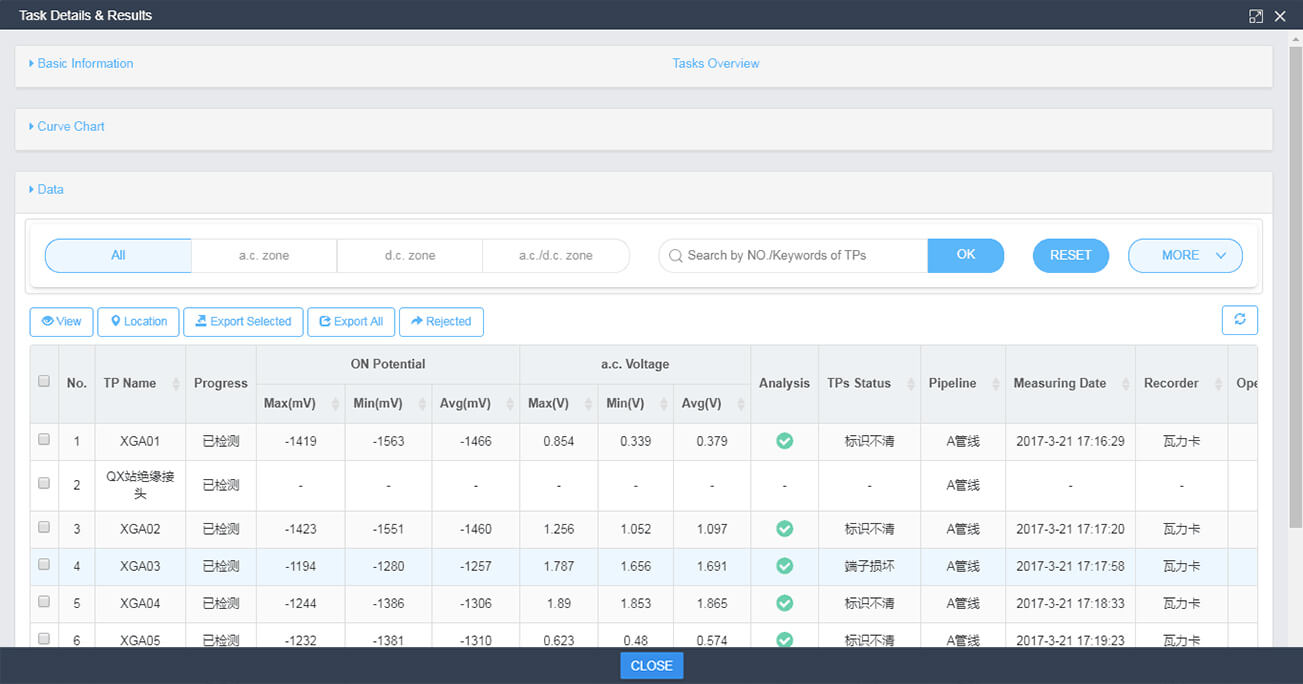 Task Details & Results
Basic Information
Tasks Overview
Curve Chart
Data
All
a.c. zone
d.c. zone
a.c./d.c. zone
Search by NO./Keywords of TPs
OK
RESET
MORE
View
Location
Export Selected
Export All
Rejected
ON Potential
a.c. Voltage
No.
TP Name
Progress
Max(mV)
Min(mV)
Avg(mV)
Max(V)
Min(V)
Avg(V)
Analysis
TPs Status
Pipeline
Measuring Date
Recorder
Ope
1 XGA01 已检测 -1419 -1563 -1466 0.854 0.339 0.379 标识不清 A管线 2017-3-21 17:16:29 瓦力卡
2 QX站绝缘接 已检测 - - - - - - - - A管线 - -
头
3 XGA02 已检测 -1423 -1551 -1460 1.256 1.052 1.097 标识不清 A管线 2017-3-21 17:17:20 瓦力卡
4 XGA03 已检测 -1194 -1280 -1257 1.787 1.656 1.691 端子损坏 A管线 2017-3-21 17:17:58 瓦力卡
5 XGA04 已检测 -1244 -1386 -1306 1.89 1.853 1.865 标识不清 A管线 2017-3-21 17:18:33 瓦力卡
6 XGA05 已检测 -1232 -1381 -1310 0.623 0.48 0.574 标识不清 A管线 2017-3-21 17:19:23 瓦力卡
CLOSE